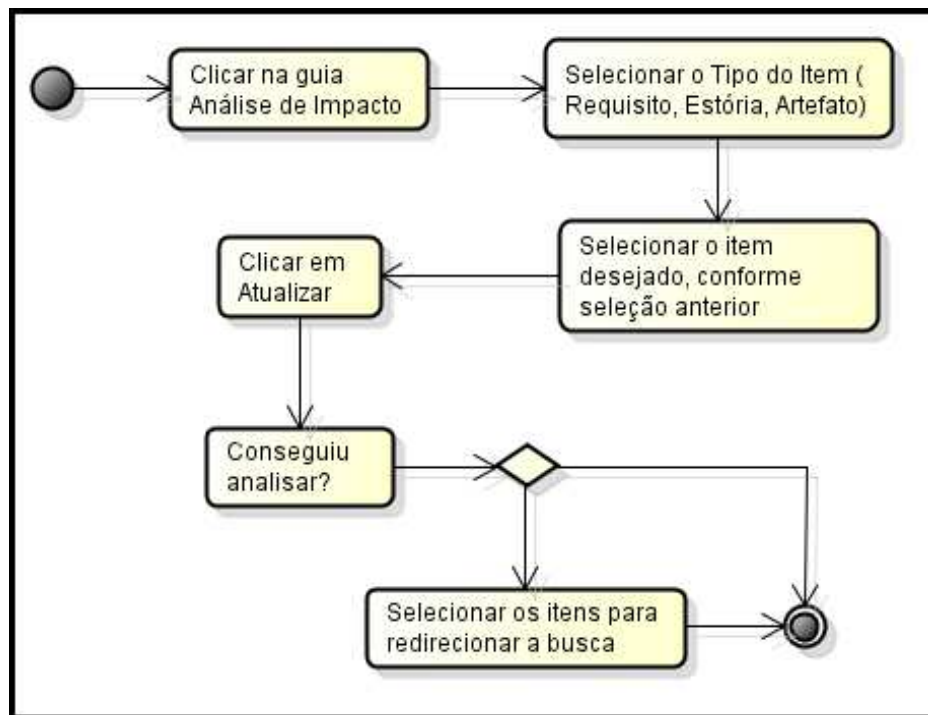 Clicar na guia
Análise de Impacto
Selecionar o Tipo do Item (
Requisito, Estória, Artefato)
Selecionar o item
desejado, conforme
seleção anterior
Clicar em
Atualizar
Conseguiu
analisar?
Selecionar os itens para
redirecionar a busca